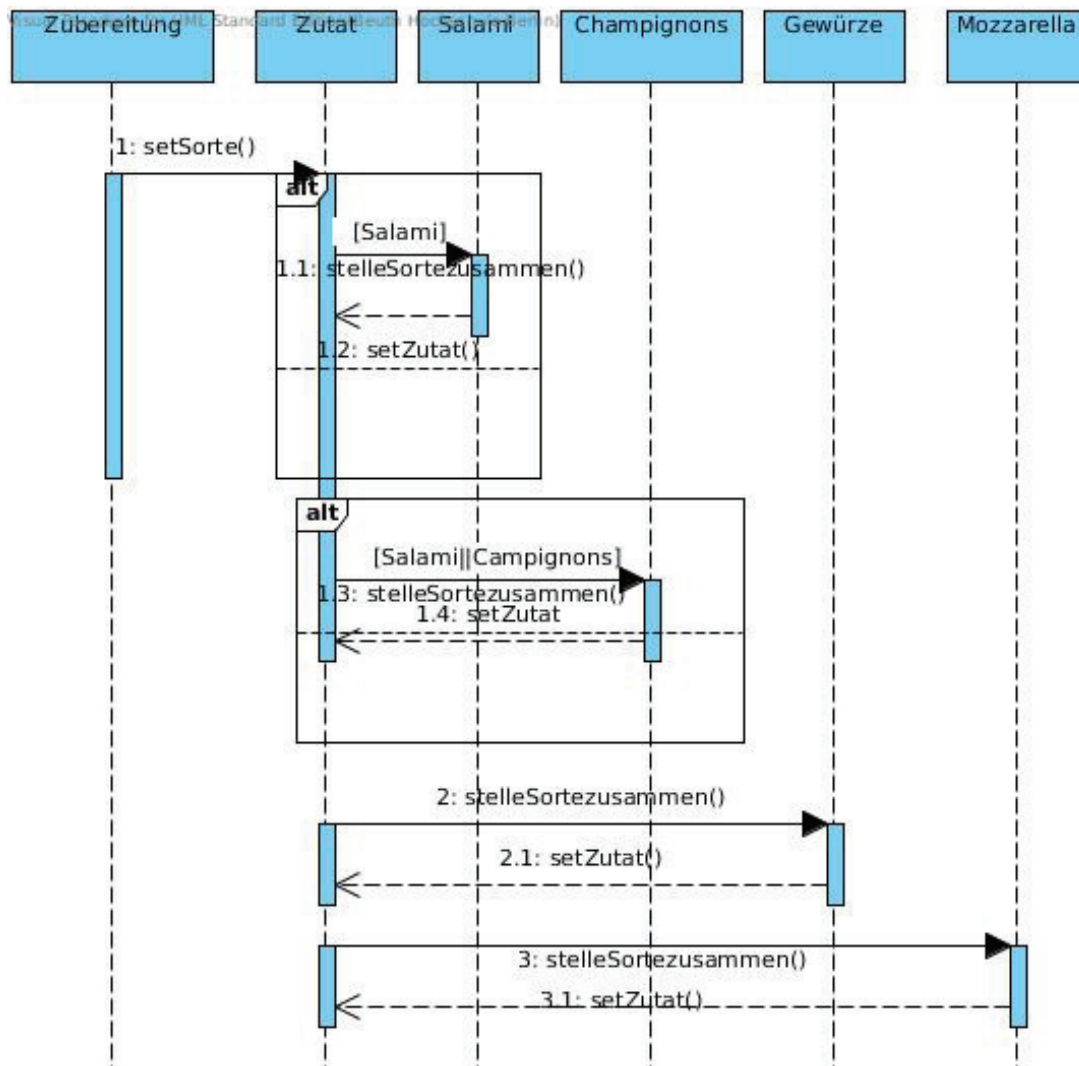 Zubereitung
Zutat
Salami
Champignons
Gewürze
Mozzarella
1: setSorte()
alt
[Salami]
1.1: stelleSortezusammen()
1.2: setZutat()
alt
[Salami||Campignons]
1.3: stelleSortezusammen()
1.4: setZutat
2: stelleSortezusammen()
2.1: setZutat()
3: stelleSortezusammen()
3.1: setZutat()